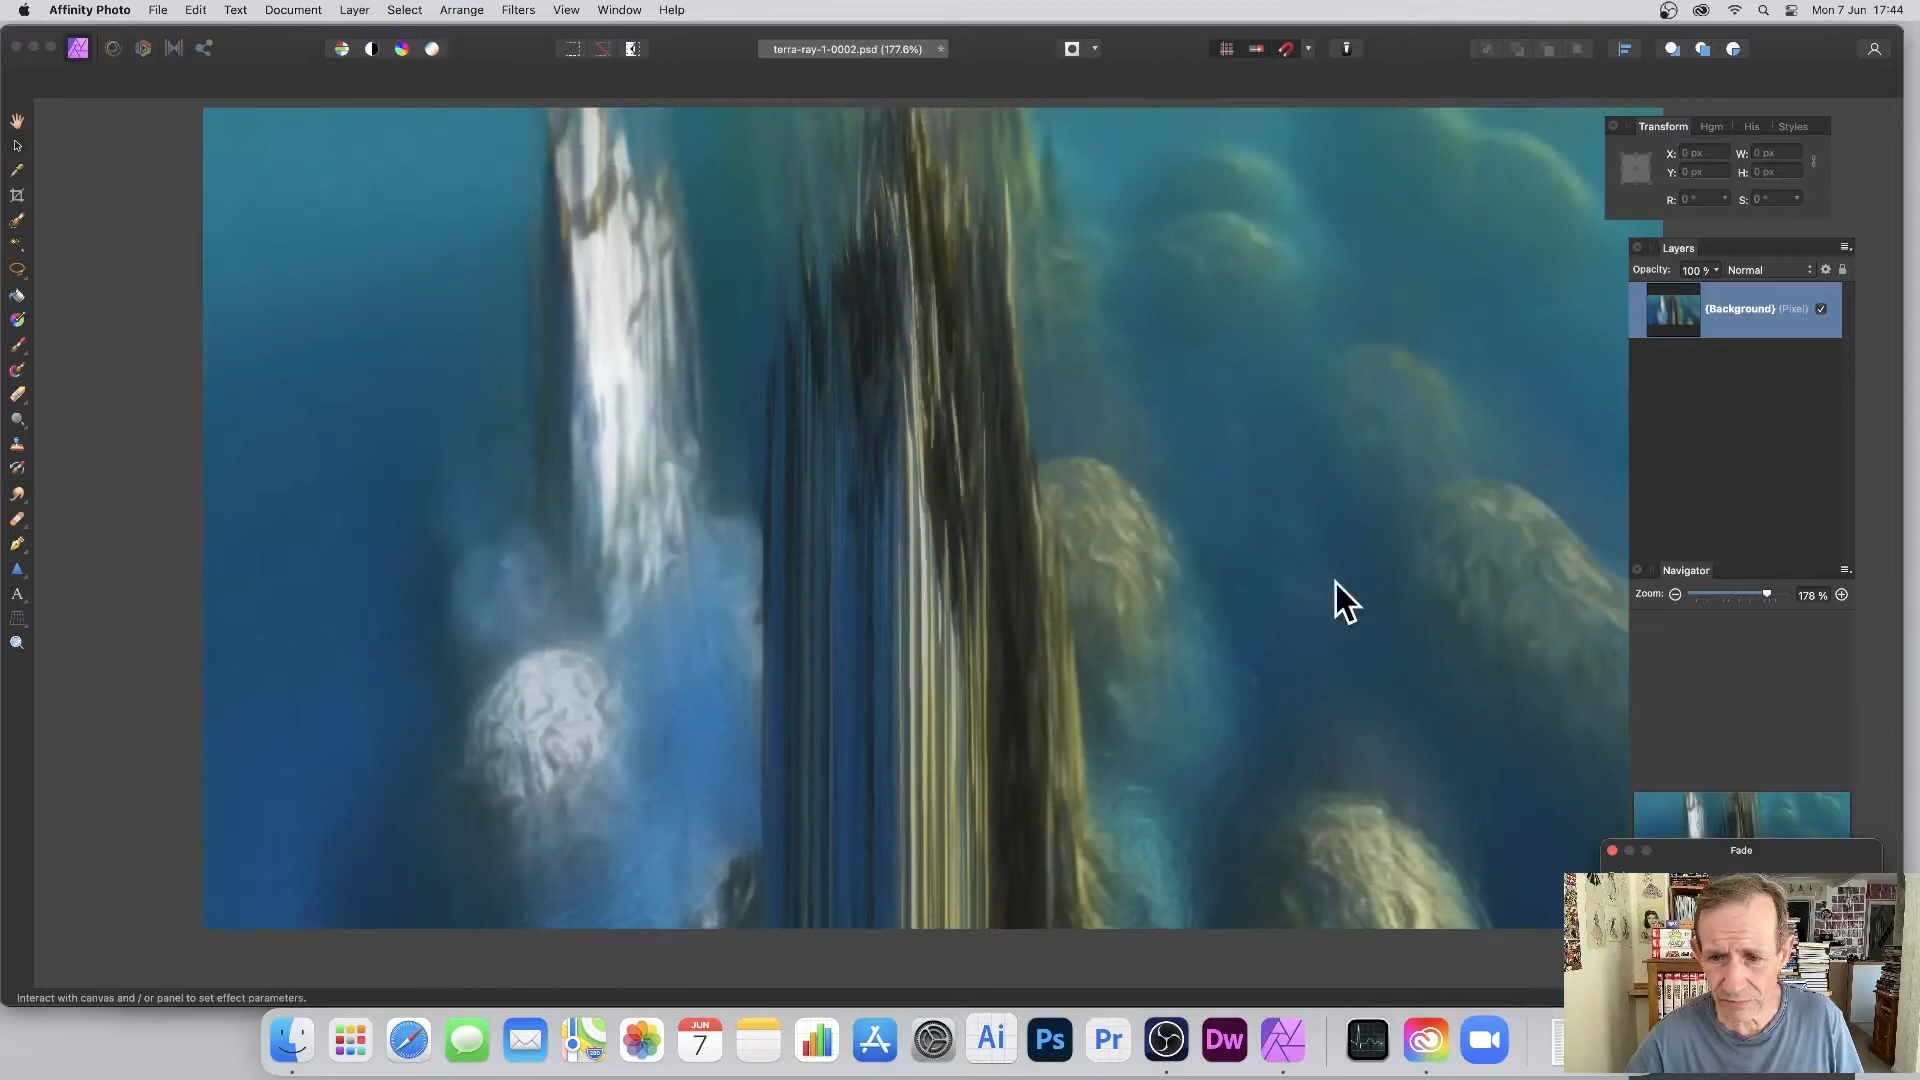 Affinity Photo File Edit Text Document Layer Select Arrange Filters View Window Help Mon 7 Jun 17:44
terra-ray-1-0002.psd (177.6%) *
Transform Hgm His Styles
X: 0 px W: 0 px
Y: 0 px H: 0 px
R: 0 ° S: 0 °
Layers
Opacity: 100 % Normal
{Background} (Pixel)
Navigator
Zoom: 178 %
Fade
A
Interact with canvas and / or panel to set effect parameters.
JUN
7
280
Ai Ps Pr Dw